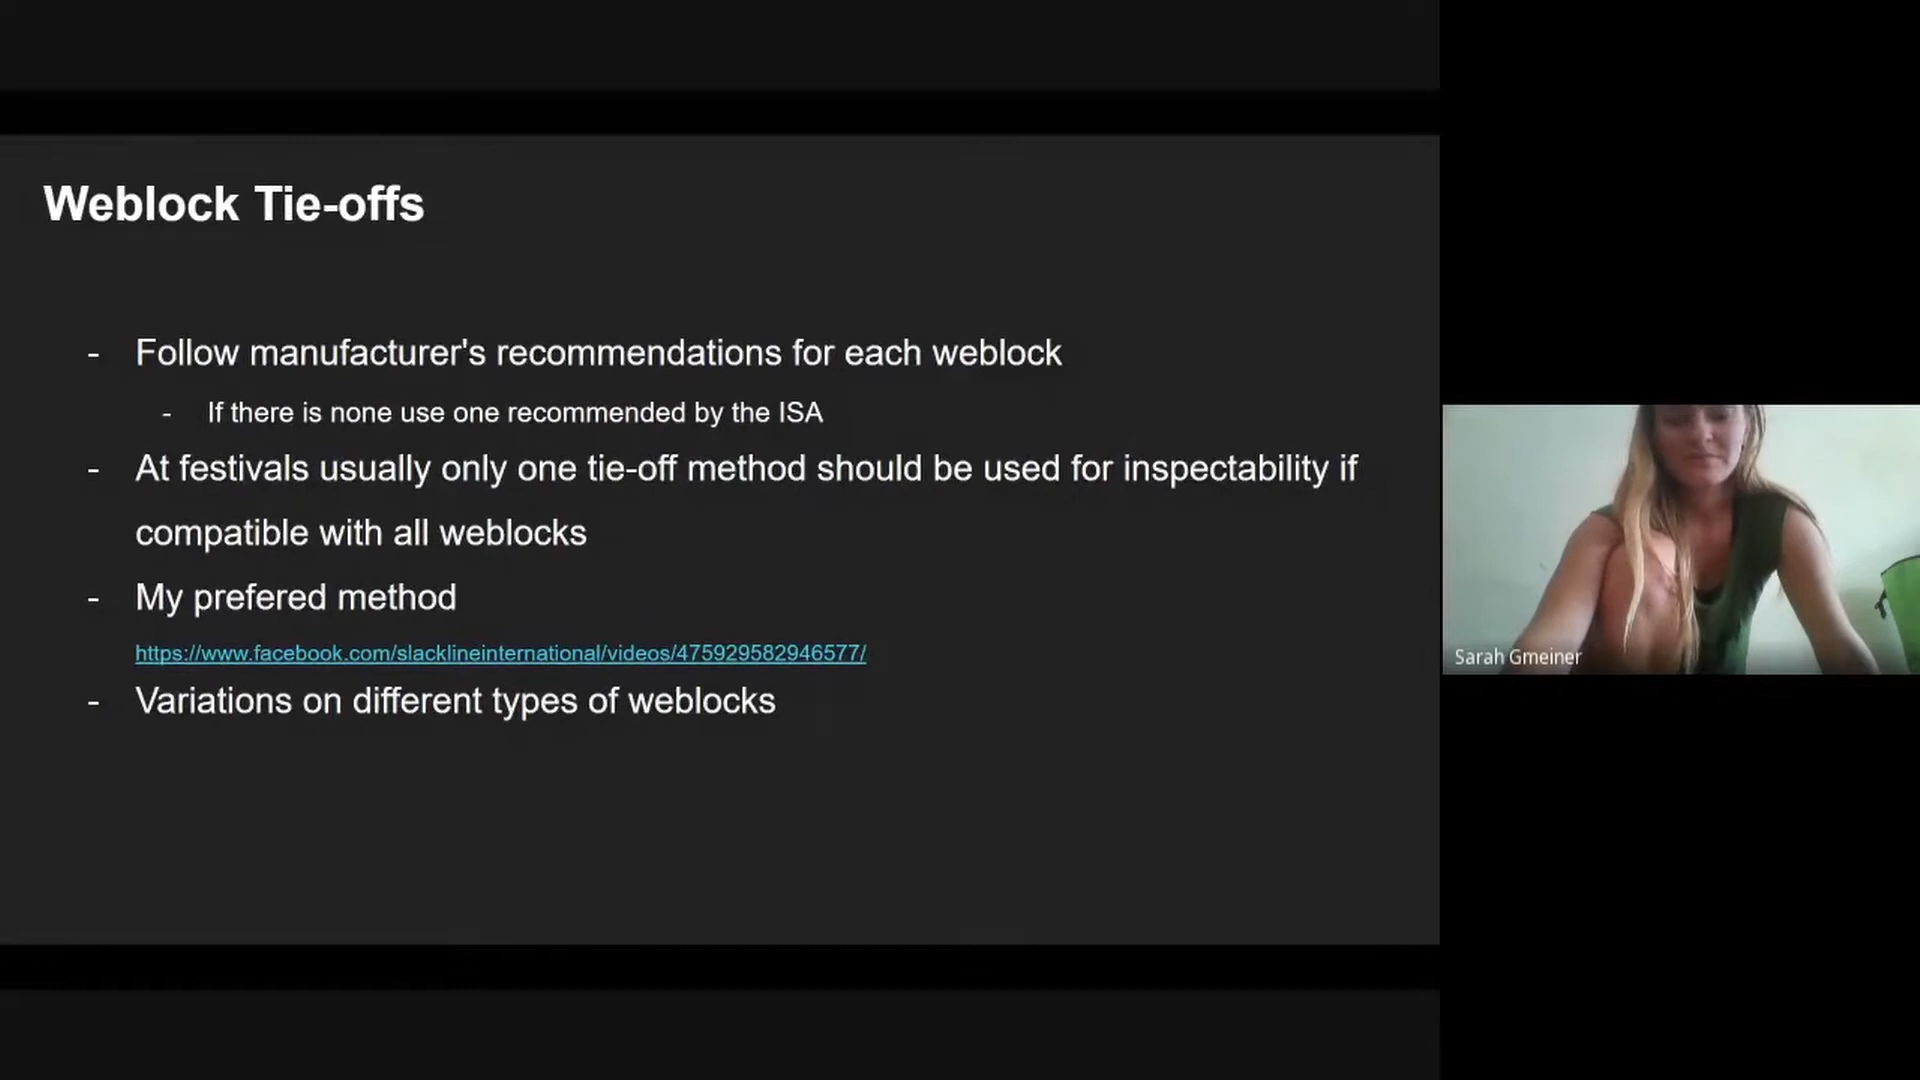 Weblock Tie-offs
- Follow manufacturer's recommendations for each weblock
- If there is none use one recommended by the ISA
- At festivals usually only one tie-off method should be used for inspectability if
compatible with all weblocks
- My prefered method
https://www.facebook.com/slacklineinternational/videos/475929582946577/
- Variations on different types of weblocks
Sarah Gmeiner